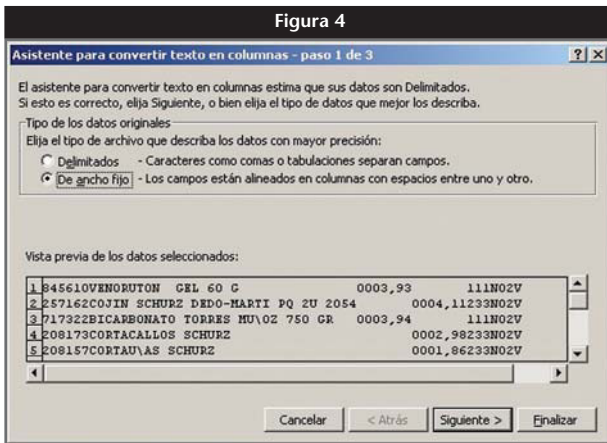 Figura 4
Asistente para convertir texto en columnas - paso 1 de 3
El asistente para convertir texto en columnas estima que sus datos son Delimitados.
Si esto es correcto, elija Siguiente, o bien elija el tipo de datos que mejor los describa.
Tipo de los datos originales
Elija el tipo de archivo que describa los datos con mayor precisión:
Delimitados - Caracteres como comas o tabulaciones separan campos.
De ancho fijo - Los campos están alineados en columnas con espacios entre uno y otro.
Vista previa de los datos seleccionados:
1 845610VENORUTON GEL 60 G 0003,93 111N02V
2 257162COJIN SCHURZ DEDO-MARTI PQ 2U 2054 0004,11233N02V
3 717322BICARBONATO TORRES MU\OZ 750 GR 0003,94 111N02V
4 208173CORTACALLOS SCHURZ 0002,98233N02V
5 208157CORTAU\AS SCHURZ 0001,86233N02V
Cancelar < Atrás Siguiente > Finalizar